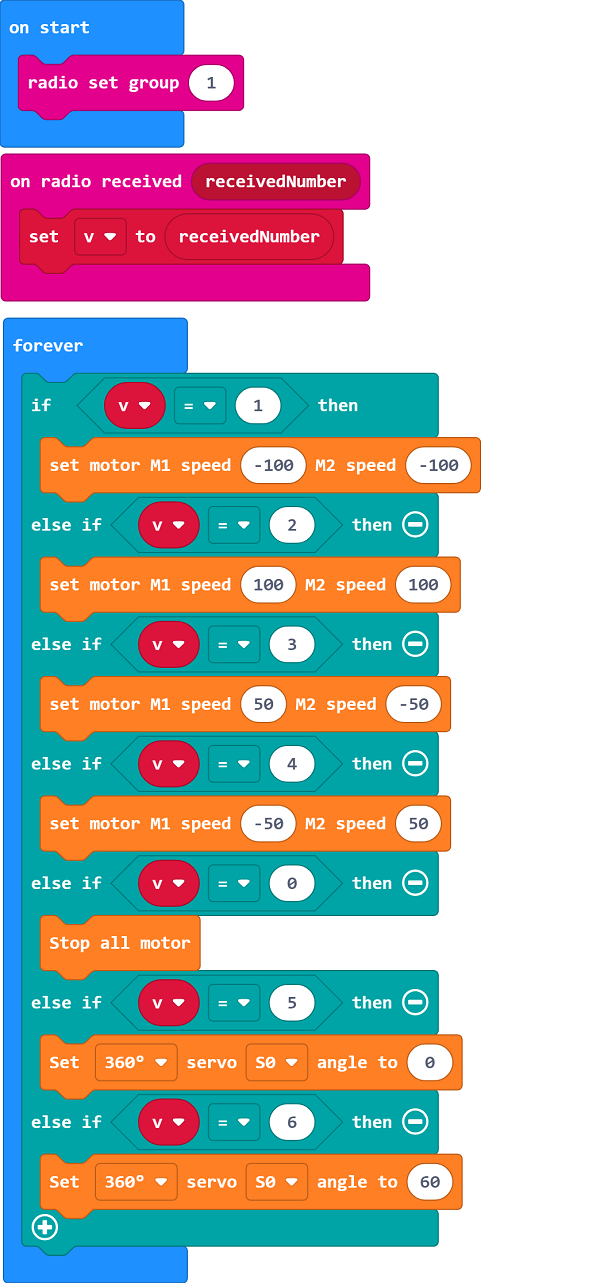 on start
radio set group 1
on radio received receivedNumber
set v to receivedNumber
forever
if v = 1 then
set motor M1 speed -100 M2 speed -100
else if v = 2 then
set motor M1 speed 100 M2 speed 100
else if v = 3 then
set motor M1 speed 50 M2 speed -50
else if v = 4 then
set motor M1 speed -50 M2 speed 50
else if v = 0 then
Stop all motor
else if v = 5 then
Set 360° servo S0 angle to 0
else if v = 6 then
Set 360° servo S0 angle to 60